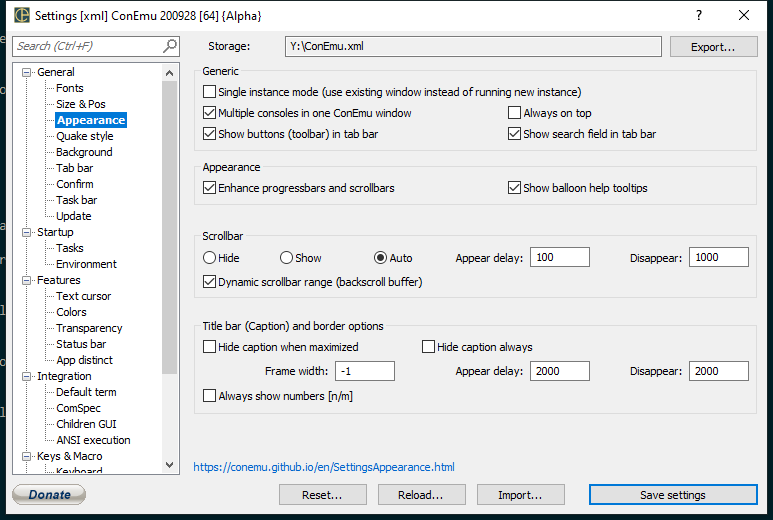 Settings [xml] ConEmu 200928 [64] {Alpha}
Search (Ctrl+F)
Storage:
Y:\ConEmu.xml
Export...
General
Fonts
Size & Pos
Appearance
Quake style
Background
Tab bar
Confirm
Task bar
Update
Startup
Tasks
Environment
Features
Text cursor
Colors
Transparency
Status bar
App distinct
Integration
Default term
ComSpec
Children GUI
ANSI execution
Keys & Macro
Keyboard
Donate
Generic
Single instance mode (use existing window instead of running new instance)
Multiple consoles in one ConEmu window
Always on top
Show buttons (toolbar) in tab bar
Show search field in tab bar
Appearance
Enhance progressbars and scrollbars
Show balloon help tooltips
Scrollbar
Hide
Show
Auto
Appear delay:
100
Disappear:
1000
Dynamic scrollbar range (backscroll buffer)
Title bar (Caption) and border options
Hide caption when maximized
Hide caption always
Frame width:
-1
Appear delay:
2000
Disappear:
2000
Always show numbers [n/m]
https://conemu.github.io/en/SettingsAppearance.html
Reset...
Reload...
Import...
Save settings